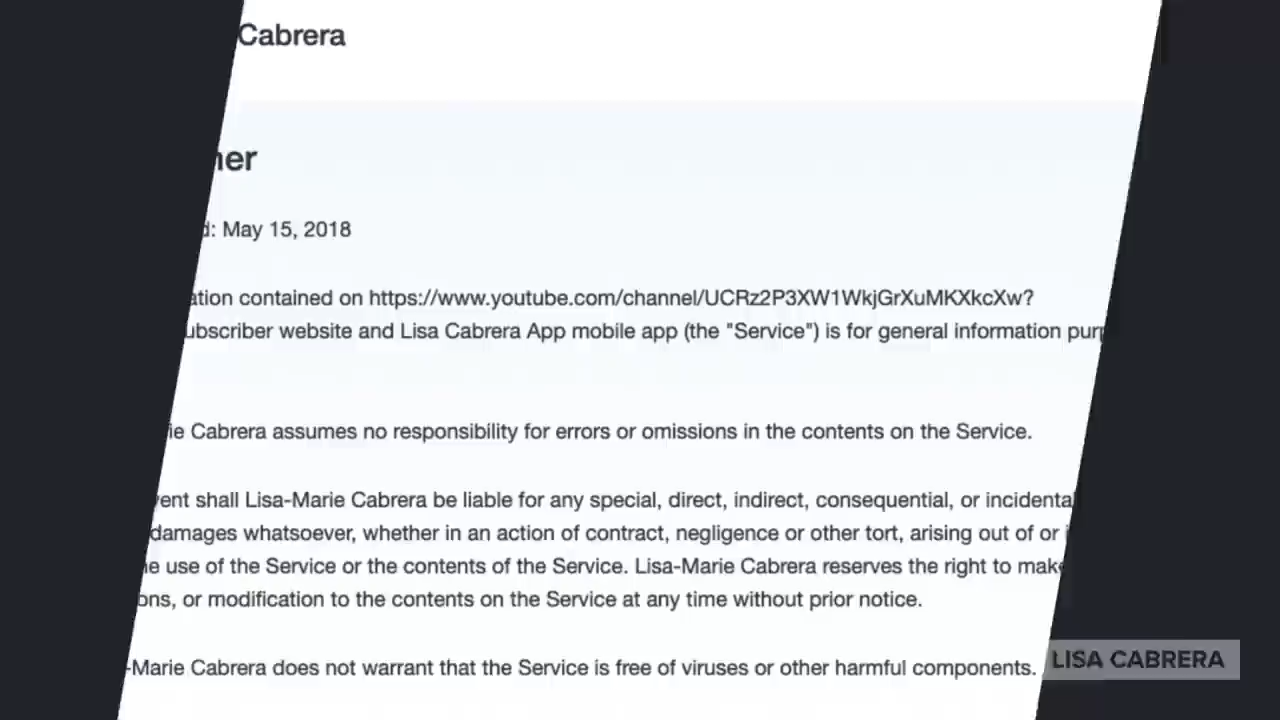 Cabrera
ner
d: May 15, 2018
ation contained on https://www.youtube.com/channel/UCRz2P3XW1WkjGrXuMKXkcXw?
ubscriber website and Lisa Cabrera App mobile app (the "Service") is for general information purp
ie Cabrera assumes no responsibility for errors or omissions in the contents on the Service.
vent shall Lisa-Marie Cabrera be liable for any special, direct, indirect, consequential, or incidental
damages whatsoever, whether in an action of contract, negligence or other tort, arising out of or
e use of the Service or the contents of the Service. Lisa-Marie Cabrera reserves the right to make
ons, or modification to the contents on the Service at any time without prior notice.
-Marie Cabrera does not warrant that the Service is free of viruses or other harmful components.
LISA CABRERA